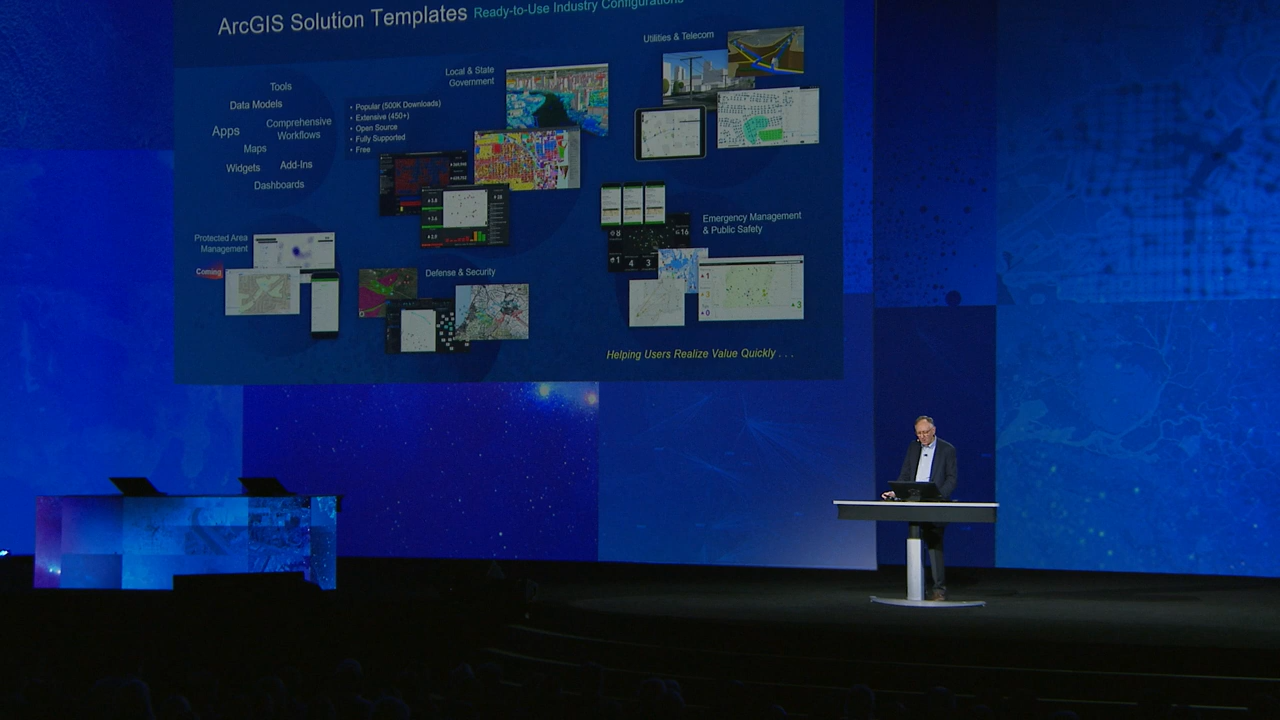 ArcGIS Solution Templates Ready-to-Use Industry Configurations
Tools
Data Models
Apps
Comprehensive
Workflows
Maps
Widgets
Add-Ins
Dashboards
• Popular (500K Downloads)
• Extensive (450+)
• Open Source
• Fully Supported
• Free
Local & State
Government
Utilities & Telecom
Protected Area
Management
Coming
Defense & Security
Emergency Management
& Public Safety
Helping Users Realize Value Quickly . . .